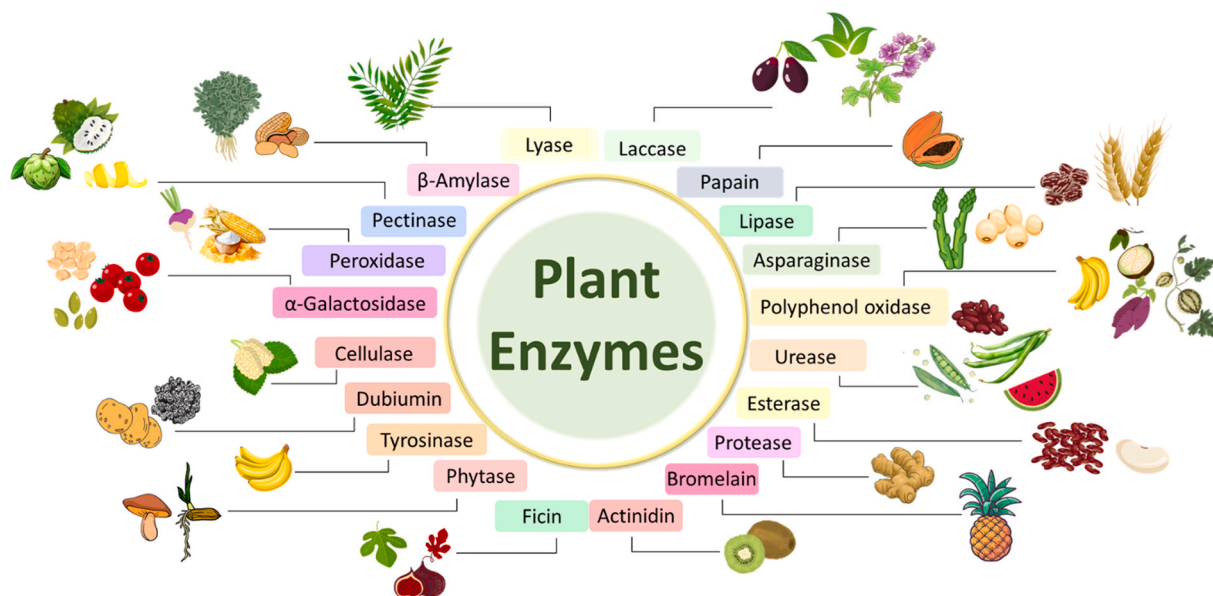 Lyase
Laccase
β-Amylase
Papain
Pectinase
Lipase
Peroxidase
Asparaginase
α-Galactosidase
Polyphenol oxidase
Plant
Enzymes
Cellulase
Urease
Dubiumin
Esterase
Tyrosinase
Protease
Phytase
Bromelain
Ficin
Actinidin